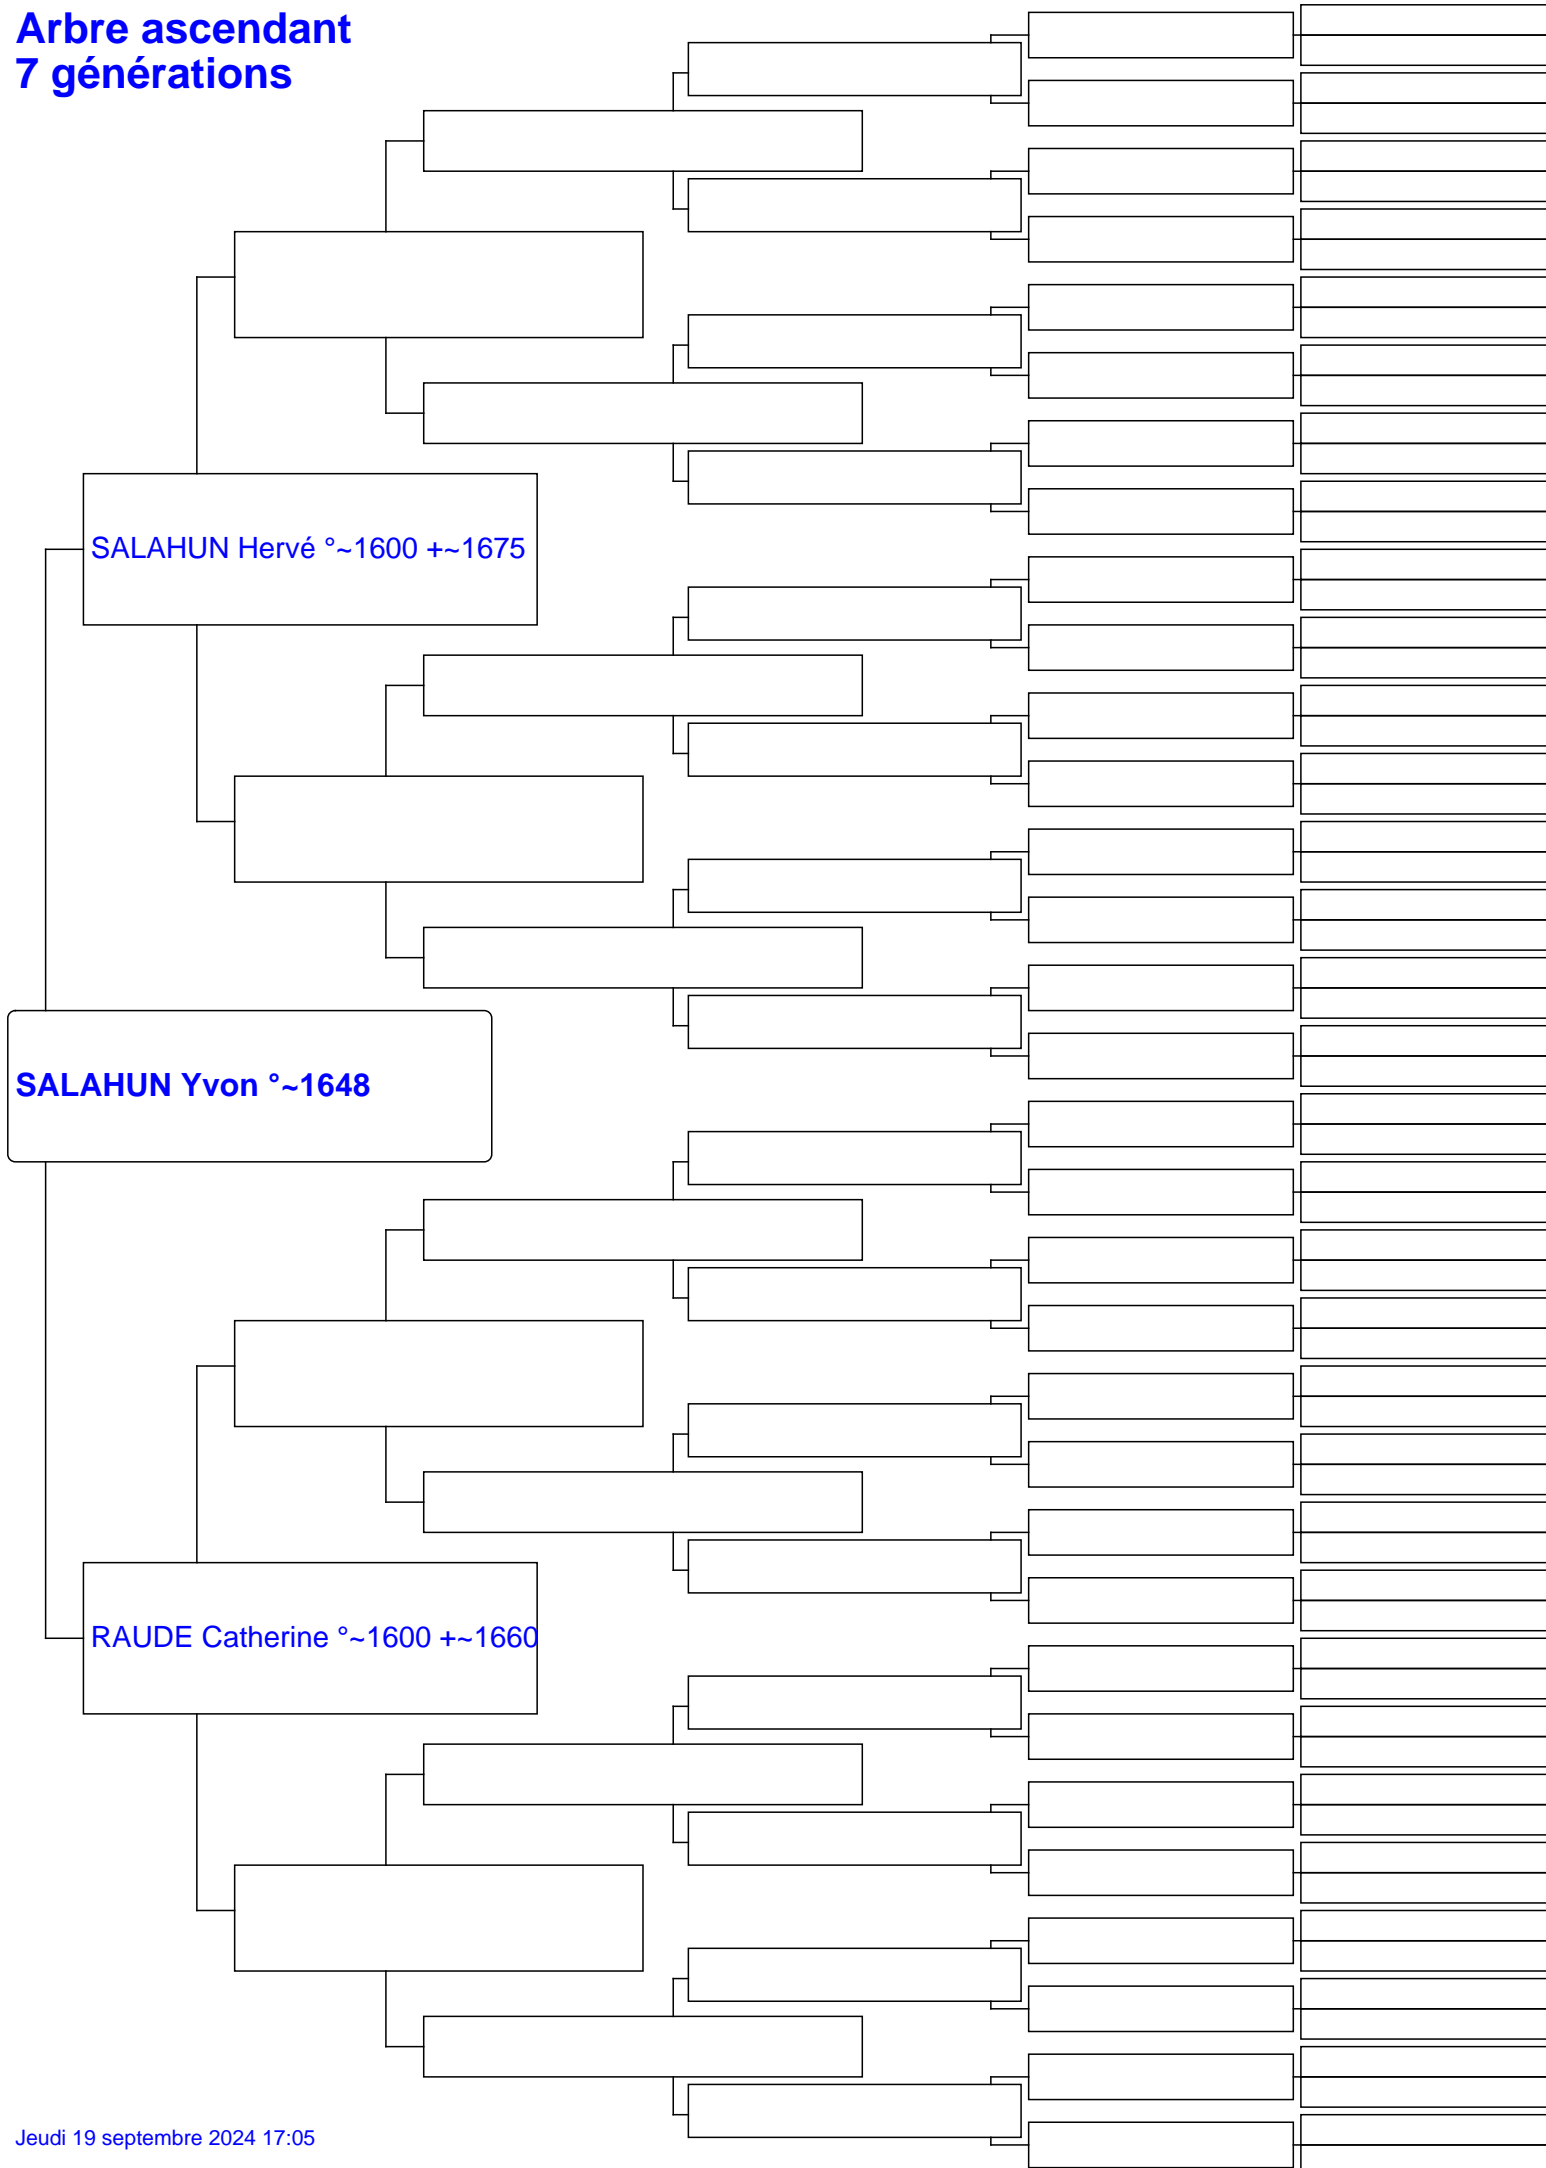 Arbre ascendant
7 générations
SALAHUN Hervé °~1600 +~1675
SALAHUN Yvon °~1648
RAUDE Catherine °~1600 +~1660
Jeudi 19 septembre 2024 17:05